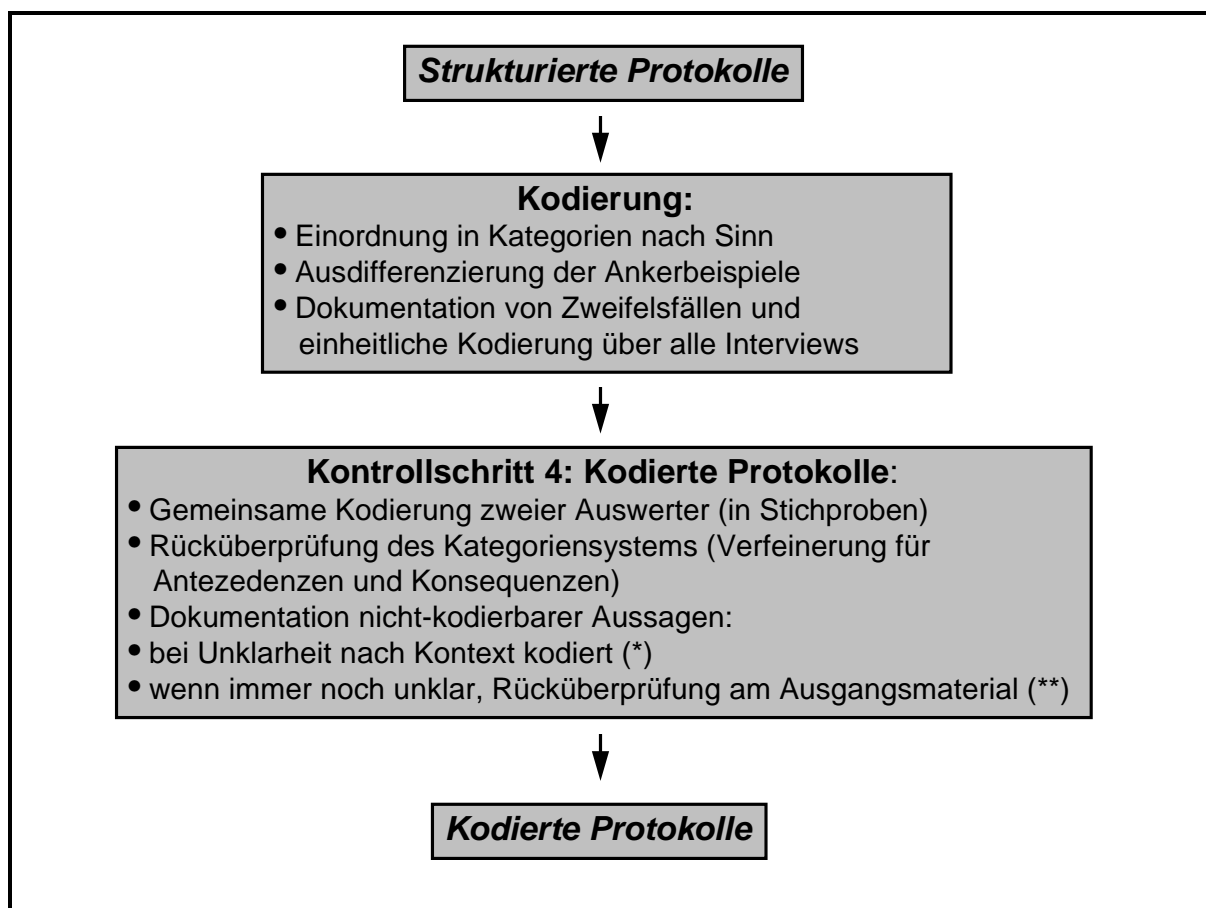 Strukturierte Protokolle
Kodierung:
• Einordnung in Kategorien nach Sinn
• Ausdifferenzierung der Ankerbeispiele
• Dokumentation von Zweifelsfällen und
einheitliche Kodierung über alle Interviews
Kontrollschritt 4: Kodierte Protokolle:
• Gemeinsame Kodierung zweier Auswerter (in Stichproben)
• Rücküberprüfung des Kategoriensystems (Verfeinerung für
Antezedenzen und Konsequenzen)
• Dokumentation nicht-kodierbarer Aussagen:
• bei Unklarheit nach Kontext kodiert (*)
• wenn immer noch unklar, Rücküberprüfung am Ausgangsmaterial (**)
Kodierte Protokolle